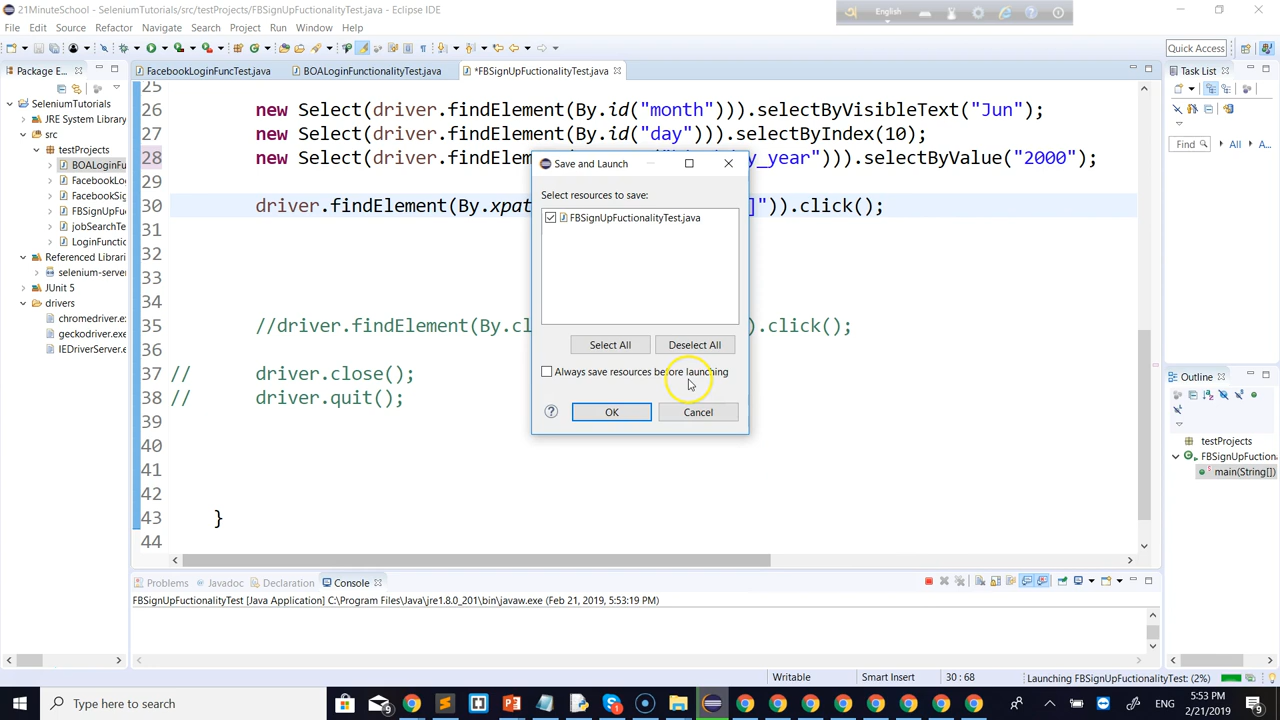 21MinuteSchool - SeleniumTutorials/src/testProjects/FBSignUpFuctionalityTest.java - Eclipse IDE
English
File Edit Source Refactor Navigate Search Project Run Window Help
Quick Access
Package E...
FacebookLoginFuncTest.java
BOALoginFunctionalityTest.java
*FBSignUpFuctionalityTest.java
Task List
SeleniumTutorials
JRE System Library
src
testProjects
BOALoginFu
FacebookLo
FacebookSig
FBSignUpFu
jobSearchTe
LoginFunctio
Referenced Librari
selenium-server
JUnit 5
drivers
chromedriver.exe
geckodriver.exe
IEDriverServer.ex
25
26 new Select(driver.findElement(By.id("month"))).selectByVisibleText("Jun");
27 new Select(driver.findElement(By.id("day"))).selectByIndex(10);
28 new Select(driver.findElem y_year"))).selectByValue("2000");
29
30 driver.findElement(By.xpat ]")).click();
31
32
33
34
35 //driver.findElement(By.cl ).click();
36
37 // driver.close();
38 // driver.quit();
39
40
41
42
43 }
44
Save and Launch
Select resources to save:
FBSignUpFuctionalityTest.java
Select All
Deselect All
Always save resources before launching
OK
Cancel
Find
All
A...
Outline
testProjects
FBSignUpFuction
main(String[])
Problems
Javadoc
Declaration
Console
FBSignUpFuctionalityTest [Java Application] C:\Program Files\Java\jre1.8.0_201\bin\javaw.exe (Feb 21, 2019, 5:53:19 PM)
Writable
Smart Insert
30 : 68
Launching FBSignUpFuctionalityTest: (2%)
Type here to search
ENG
5:53 PM
2/21/2019